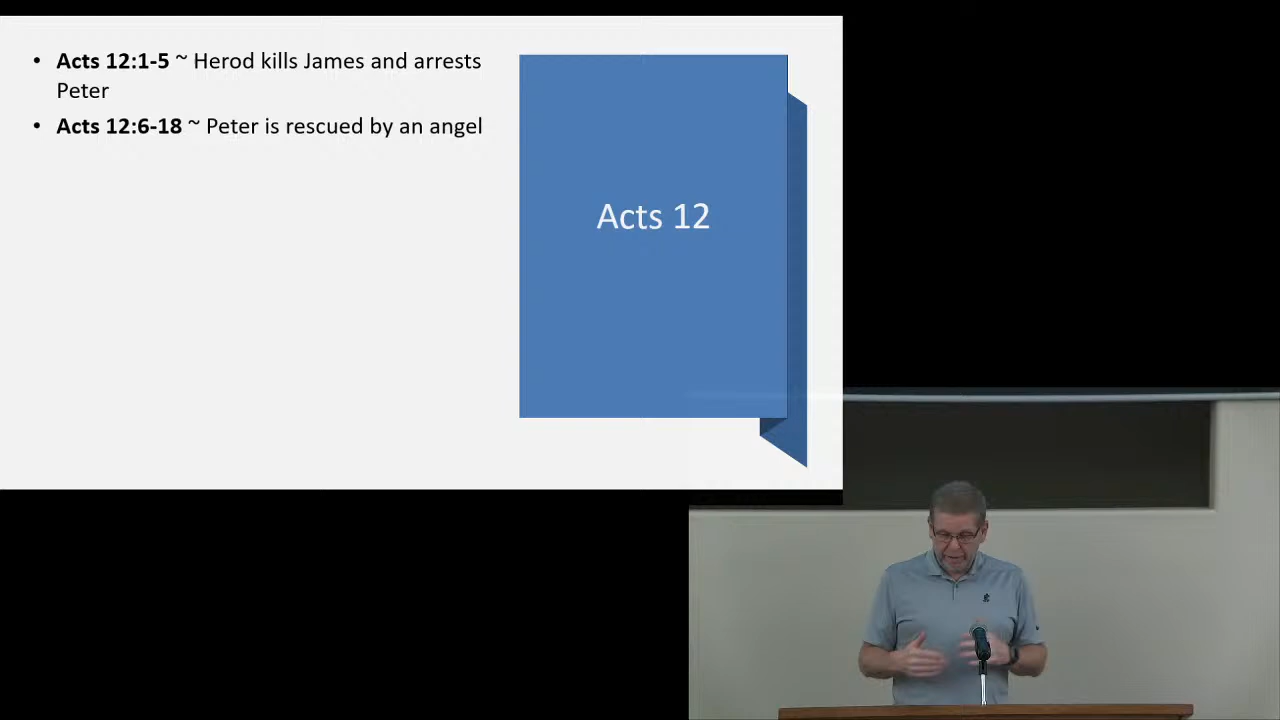 • Acts 12:1-5 ~ Herod kills James and arrests
Peter
• Acts 12:6-18 ~ Peter is rescued by an angel
Acts 12